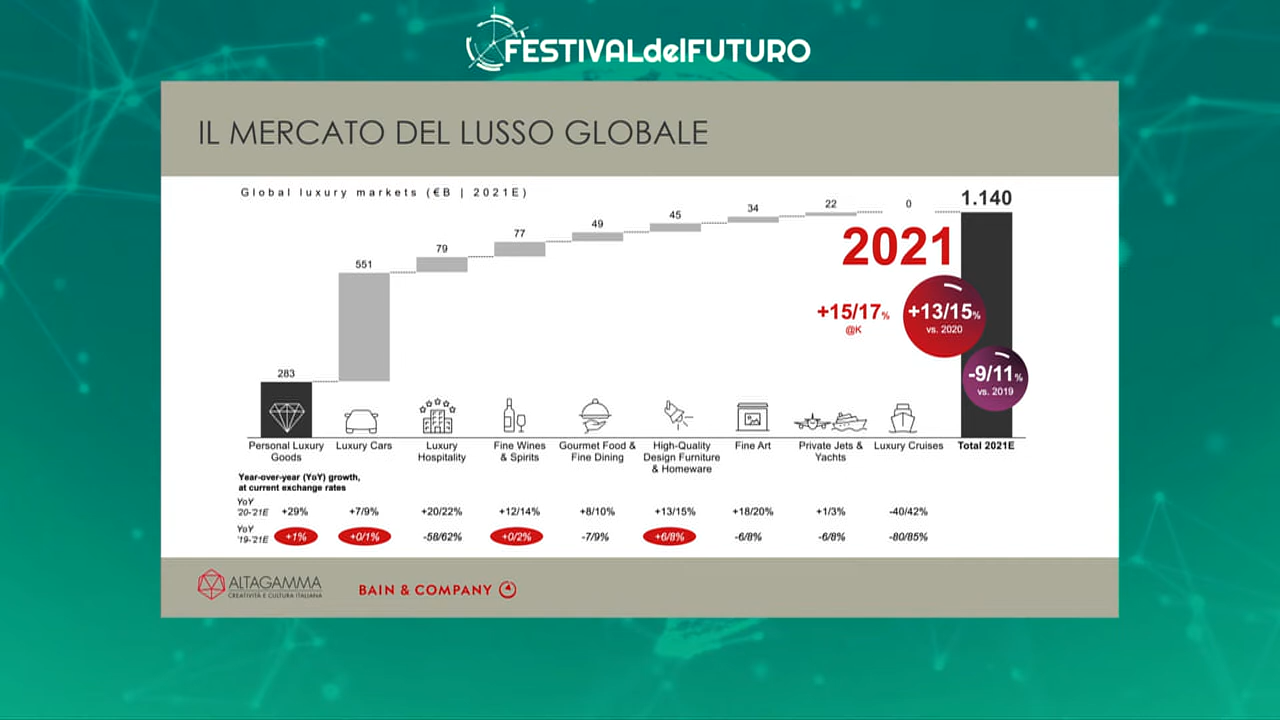 FESTIVALdelFUTURO
IL MERCATO DEL LUSSO GLOBALE
Global luxury markets (€B | 2021E)
283
551
79
77
49
45
34
22
0
1.140
2021
+15/17%
@K
+13/15%
vs. 2020
-9/11%
vs. 2019
Personal Luxury
Goods
Luxury Cars
Luxury
Hospitality
Fine Wines
& Spirits
Gourmet Food &
Fine Dining
High-Quality
Design Furniture
& Homeware
Fine Art
Private Jets &
Yachts
Luxury Cruises
Total 2021E
Year-over-year (YoY) growth,
at current exchange rates
YoY
'20-'21E +29% +7/9% +20/22% +12/14% +8/10% +13/15% +18/20% +1/3% -40/42%
YoY
'19-'21E +1% +0/1% -58/62% +0/2% -7/9% +6/8% -6/8% -6/8% -80/85%
ALTAGAMMA
CREATIVITÀ E CULTURA ITALIANA
BAIN & COMPANY